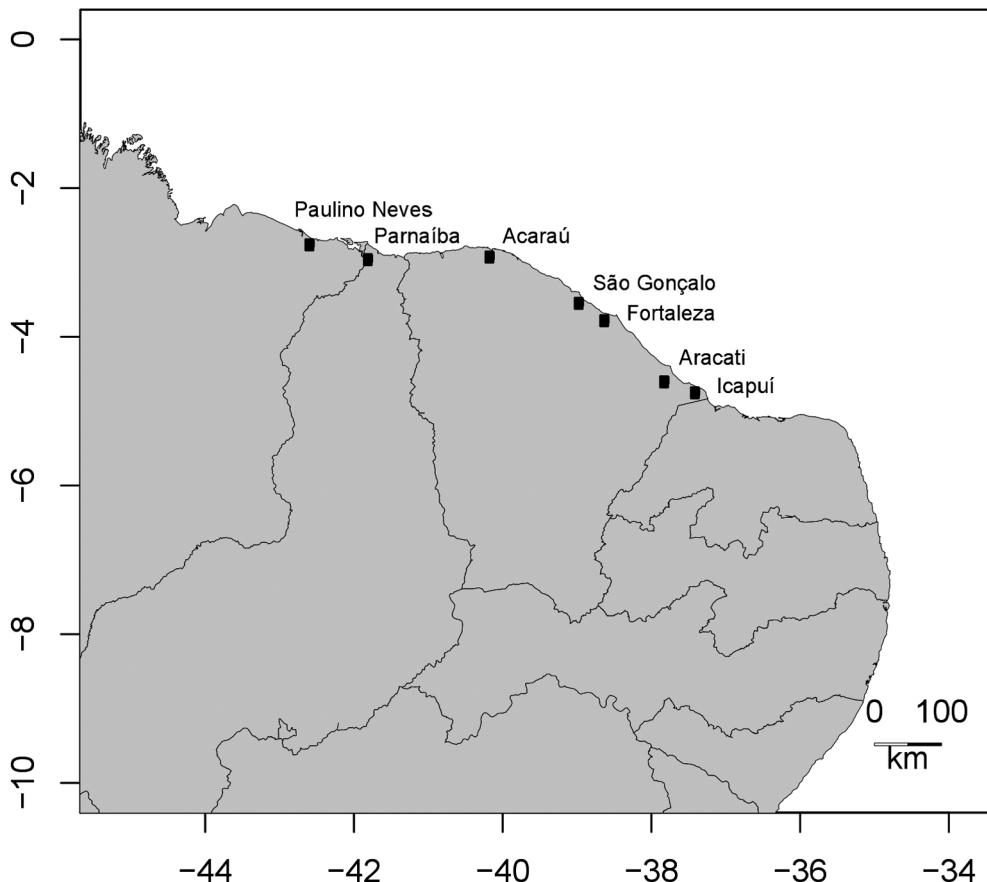 0
−2
−4
−6
−8
−10
Paulino Neves
Parnaíba
Acaraú
São Gonçalo
Fortaleza
Aracati
Icapuí
0 100
km
−44 −42 −40 −38 −36 −34